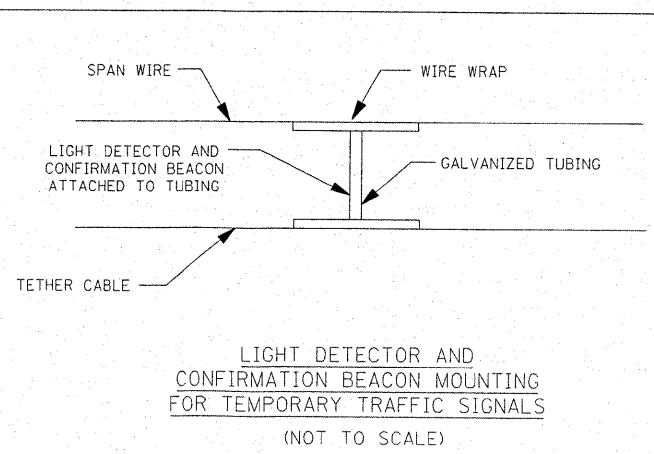 SPAN WIRE
WIRE WRAP
LIGHT DETECTOR AND
CONFIRMATION BEACON
ATTACHED TO TUBING
GALVANIZED TUBING
TETHER CABLE
LIGHT DETECTOR AND
CONFIRMATION BEACON MOUNTING
FOR TEMPORARY TRAFFIC SIGNALS
(NOT TO SCALE)